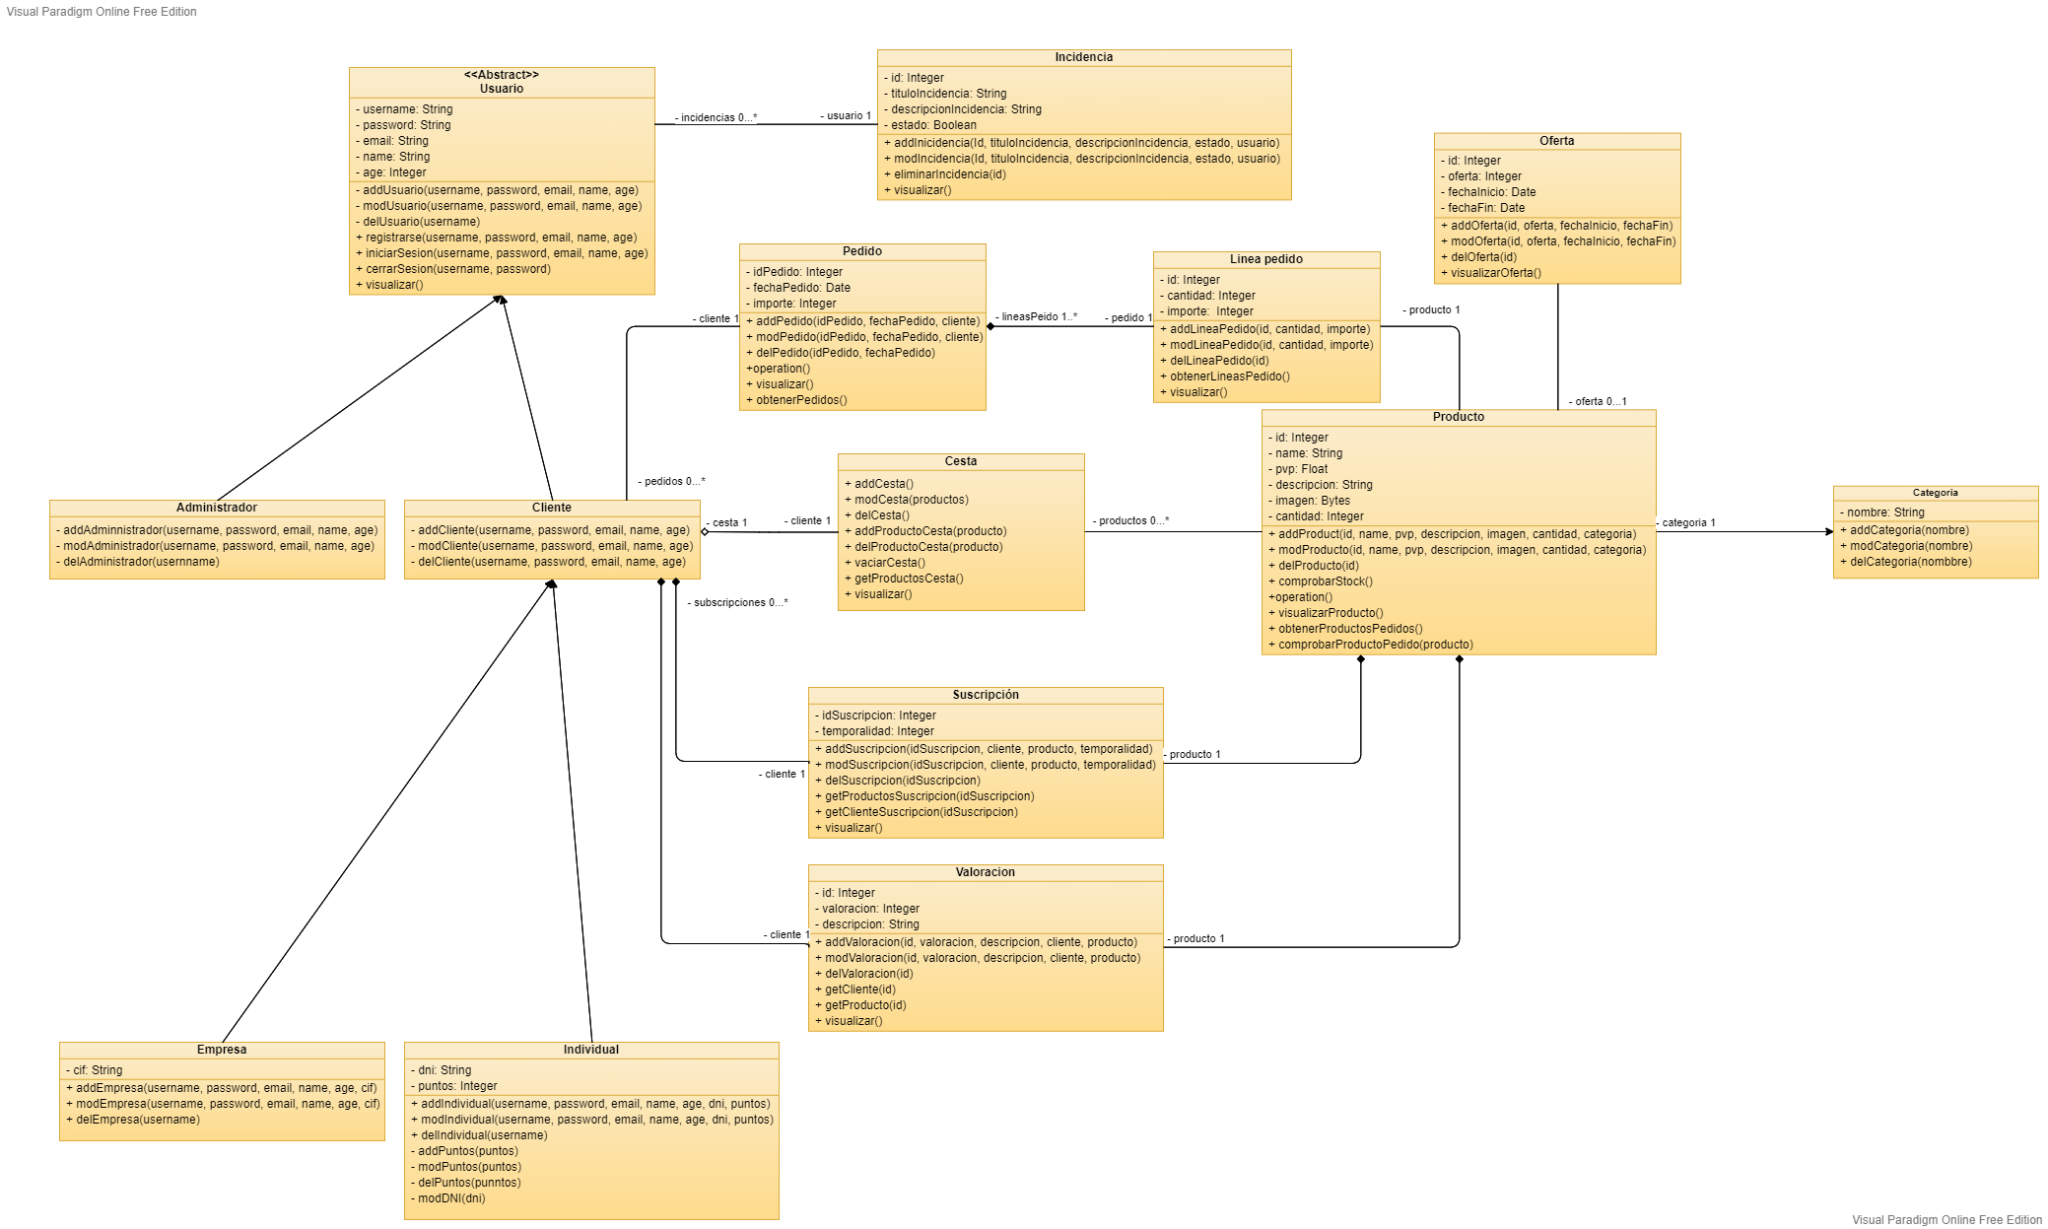 Visual Paradigm Online Free Edition
<<Abstract>>
Usuario
- username: String
- password: String
- email: String
- name: String
- age: Integer
- addUsuario(username, password, email, name, age)
- modUsuario(username, password, email, name, age)
- delUsuario(username)
+ registrarse(username, password, email, name, age)
+ iniciarSesion(username, password, email, name, age)
+ cerrarSesion(username, password)
+ visualizar()
- incidencias 0...*
- usuario 1
Incidencia
- id: Integer
- tituloIncidencia: String
- descripcionIncidencia: String
- estado: Boolean
+ addInicidencia(Id, tituloIncidencia, descripcionIncidencia, estado, usuario)
+ modIncidencia(Id, tituloIncidencia, descripcionIncidencia, estado, usuario)
+ eliminarIncidencia(id)
+ visualizar()
Oferta
- id: Integer
- oferta: Integer
- fechaInicio: Date
- fechaFin: Date
+ addOferta(id, oferta, fechaInicio, fechaFin)
+ modOferta(id, oferta, fechaInicio, fechaFin)
+ delOferta(id)
+ visualizarOferta()
- oferta 0...1
- cliente 1
Pedido
- idPedido: Integer
- fechaPedido: Date
- importe: Integer
+ addPedido(idPedido, fechaPedido, cliente)
+ modPedido(idPedido, fechaPedido, cliente)
+ delPedido(idPedido, fechaPedido)
+operation()
+ visualizar()
+ obtenerPedidos()
- lineasPeido 1..*
- pedido 1
Linea pedido
- id: Integer
- cantidad: Integer
- importe:  Integer
+ addLineaPedido(id, cantidad, importe)
+ modLineaPedido(id, cantidad, importe)
+ delLineaPedido(id)
+ obtenerLineasPedido()
+ visualizar()
- producto 1
- pedidos 0...*
Administrador
- addAdminnistrador(username, password, email, name, age)
- modAdministrador(username, password, email, name, age)
- delAdministrador(usernname)
Cliente
- addCliente(username, password, email, name, age)
- modCliente(username, password, email, name, age)
- delCliente(username, password, email, name, age)
- cesta 1
- cliente 1
Cesta
+ addCesta()
+ modCesta(productos)
+ delCesta()
+ addProductoCesta(producto)
+ delProductoCesta(producto)
+ vaciarCesta()
+ getProductosCesta()
+ visualizar()
- productos 0...*
Producto
- id: Integer
- name: String
- pvp: Float
- descripcion: String
- imagen: Bytes
- cantidad: Integer
+ addProduct(id, name, pvp, descripcion, imagen, cantidad, categoria)
+ modProducto(id, name, pvp, descripcion, imagen, cantidad, categoria)
+ delProducto(id)
+ comprobarStock()
+operation()
+ visualizarProducto()
+ obtenerProductosPedidos()
+ comprobarProductoPedido(producto)
- categoria 1
Categoria
- nombre: String
+ addCategoria(nombre)
+ modCategoria(nombre)
+ delCategoria(nombbre)
- subscripciones 0...*
- cliente 1
Suscripción
- idSuscripcion: Integer
- temporalidad: Integer
+ addSuscripcion(idSuscripcion, cliente, producto, temporalidad)
+ modSuscripcion(idSuscripcion, cliente, producto, temporalidad)
+ delSuscripcion(idSuscripcion)
+ getProductosSuscripcion(idSuscripcion)
+ getClienteSuscripcion(idSuscripcion)
+ visualizar()
- producto 1
- cliente 1
Valoracion
- id: Integer
- valoracion: Integer
- descripcion: String
+ addValoracion(id, valoracion, descripcion, cliente, producto)
+ modValoracion(id, valoracion, descripcion, cliente, producto)
+ delValoracion(id)
+ getCliente(id)
+ getProducto(id)
+ visualizar()
- producto 1
Empresa
- cif: String
+ addEmpresa(username, password, email, name, age, cif)
+ modEmpresa(username, password, email, name, age, cif)
+ delEmpresa(username)
Individual
- dni: String
- puntos: Integer
+ addIndividual(username, password, email, name, age, dni, puntos)
+ modIndividual(username, password, email, name, age, dni, puntos)
+ delIndividual(username)
- addPuntos(puntos)
- modPuntos(puntos)
- delPuntos(punntos)
- modDNI(dni)
Visual Paradigm Online Free Edition